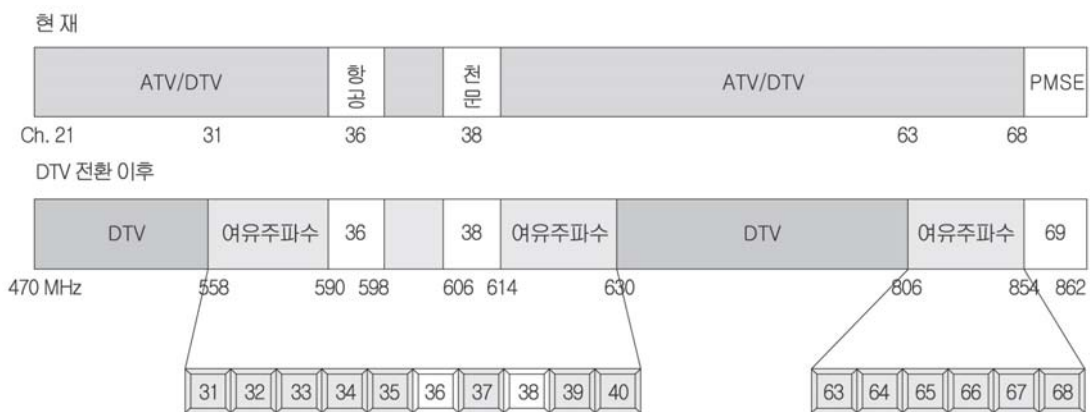 현 재
ATV/DTV 항공 천문 ATV/DTV PMSE
Ch. 21 31 36 38 63 68
DTV 전환 이후
DTV 여유주파수 36 38 여유주파수 DTV 여유주파수 69
470 MHz 558 590 598 606 614 630 806 854 862
31 32 33 34 35 36 37 38 39 40 63 64 65 66 67 68